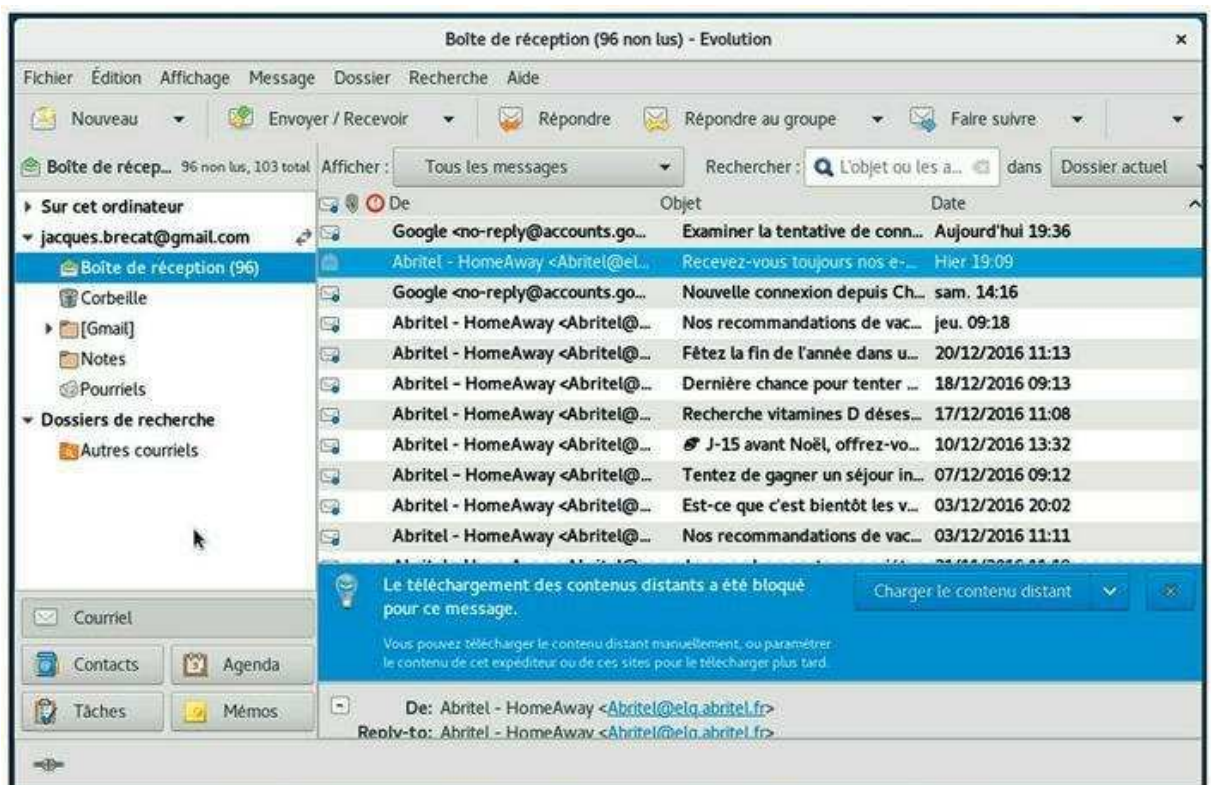 Boîte de réception (96 non lus) - Evolution
Fichier Édition Affichage Message Dossier Recherche Aide
Nouveau Envoyer / Recevoir Répondre Répondre au groupe Faire suivre
Boîte de récep... 96 non lus, 103 total Afficher : Tous les messages Rechercher : L'objet ou les a... dans Dossier actuel
Sur cet ordinateur
jacques.brecat@gmail.com
Boîte de réception (96)
Corbeille
[Gmail]
Notes
Pourriels
Dossiers de recherche
Autres courriels
De Objet Date
Google <no-reply@accounts.go... Examiner la tentative de conn... Aujourd'hui 19:36
Abritel - HomeAway <Abritel@el... Recevez-vous toujours nos e-... Hier 19:09
Google <no-reply@accounts.go... Nouvelle connexion depuis Ch... sam. 14:16
Abritel - HomeAway <Abritel@... Nos recommandations de vac... jeu. 09:18
Abritel - HomeAway <Abritel@... Fêtez la fin de l'année dans u... 20/12/2016 11:13
Abritel - HomeAway <Abritel@... Dernière chance pour tenter ... 18/12/2016 09:13
Abritel - HomeAway <Abritel@... Recherche vitamines D déses... 17/12/2016 11:08
Abritel - HomeAway <Abritel@... J-15 avant Noël, offrez-vo... 10/12/2016 13:32
Abritel - HomeAway <Abritel@... Tentez de gagner un séjour in... 07/12/2016 09:12
Abritel - HomeAway <Abritel@... Est-ce que c'est bientôt les v... 03/12/2016 20:02
Abritel - HomeAway <Abritel@... Nos recommandations de vac... 03/12/2016 11:11
Le téléchargement des contenus distants a été bloqué
pour ce message.
Charger le contenu distant
Vous pouvez télécharger le contenu distant manuellement, ou paramétrer
le contenu de cet expéditeur ou de ces sites pour le télécharger plus tard.
Courriel
Contacts Agenda
Tâches Mémos
De: Abritel - HomeAway <Abritel@elq.abritel.fr>
Reply-to: Abritel - HomeAway <Abritel@elq.abritel.fr>